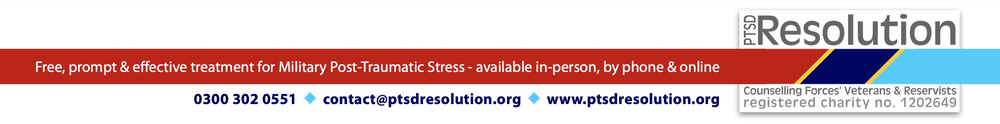 PTSD Resolution
Free, prompt & effective treatment for Military Post-Traumatic Stress - available in-person, by phone & online
Counselling Forces' Veterans & Reservists
registered charity no. 1202649
0300 302 0551 ◆ contact@ptsdresolution.org ◆ www.ptsdresolution.org